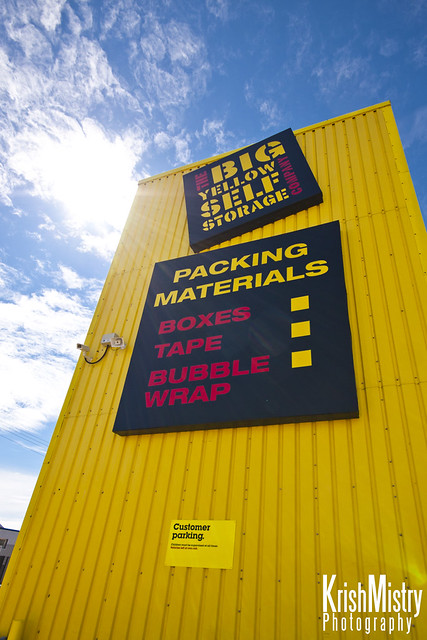 THE
BIG
YELLOW
SELF
STORAGE
COMPANY
PACKING
MATERIALS
BOXES
TAPE
BUBBLE
WRAP
Customer
parking.
KrishMistry
Photography